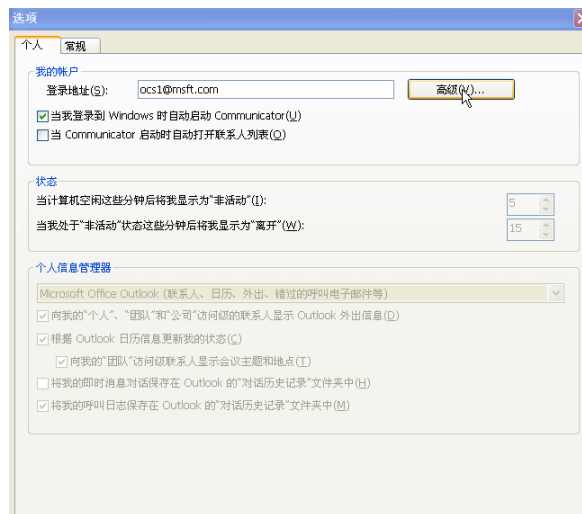 选项
个人 常规
我的帐户
登录地址(S): ocs1@msft.com 高级(V)...
当我登录到 Windows 时自动启动 Communicator(U)
当 Communicator 启动时自动打开联系人列表(O)
状态
当计算机空闲这些分钟后将我显示为“非活动”(I): 5
当我处于“非活动”状态这些分钟后将我显示为“离开”(W): 15
个人信息管理器
Microsoft Office Outlook (联系人、日历、外出、错过的呼叫电子邮件等)
向我的“个人”、“团队”和“公司”访问级的联系人显示 Outlook 外出信息(D)
根据 Outlook 日历信息更新我的状态(C)
向我的“团队”访问级联系人显示会议主题和地点(T)
将我的即时消息对话保存在 Outlook 的“对话历史记录”文件夹中(H)
将我的呼叫日志保存在 Outlook 的“对话历史记录”文件夹中(M)